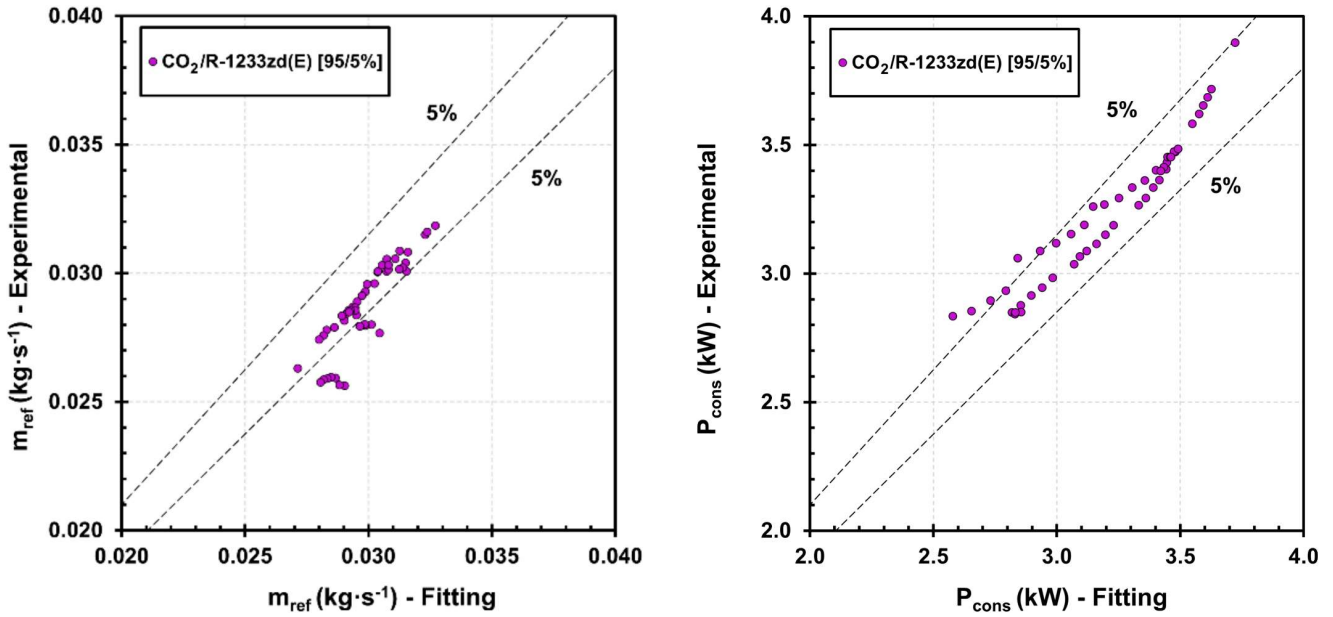 0.040
CO2/R-1233zd(E) [95/5%]
5%
0.035
5%
0.030
0.025
0.020
0.020 0.025 0.030 0.035 0.040
mref (kg·s-1) - Experimental
mref (kg·s-1) - Fitting
4.0
CO2/R-1233zd(E) [95/5%]
5%
3.5
5%
3.0
2.5
2.0
2.0 2.5 3.0 3.5 4.0
Pcons (kW) - Experimental
Pcons (kW) - Fitting